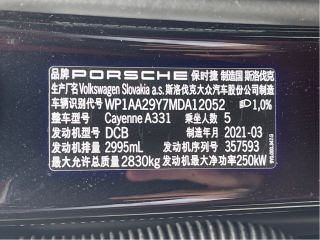 品牌 PORSCHE 保时捷 制造国 斯洛伐克
生产厂名 Volkswagen Slovakia a.s. 斯洛伐克大众汽车股份公司制造
车辆识别代号 WP1AA29Y7MDA12052 1,0%
整车型号 Cayenne A331 乘坐人数 5
发动机型号 DCB 制造年月 2021-03
发动机排量 2995mL 发动机序列号 357593
最大允许总质量 2830kg 发动机最大净功率 250kW